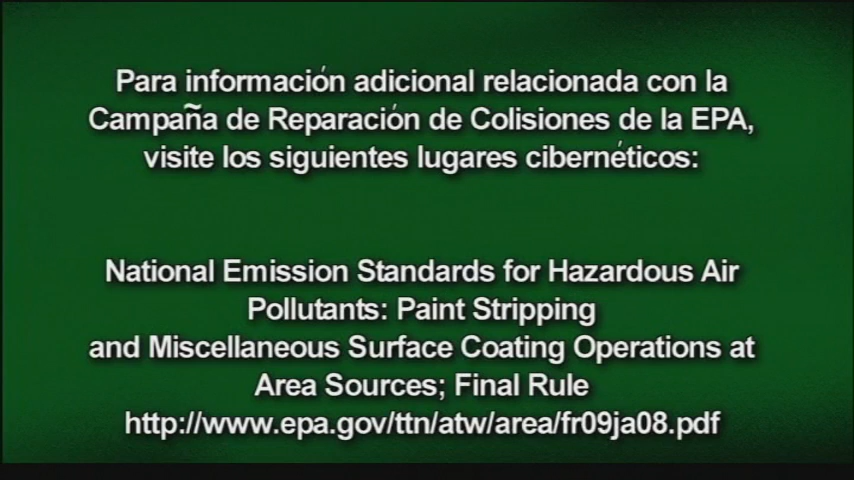 Para información adicional relacionada con la
Campaña de Reparación de Colisiones de la EPA,
visite los siguientes lugares cibernéticos:
National Emission Standards for Hazardous Air
Pollutants: Paint Stripping
and Miscellaneous Surface Coating Operations at
Area Sources; Final Rule
http://www.epa.gov/ttn/atw/area/fr09ja08.pdf